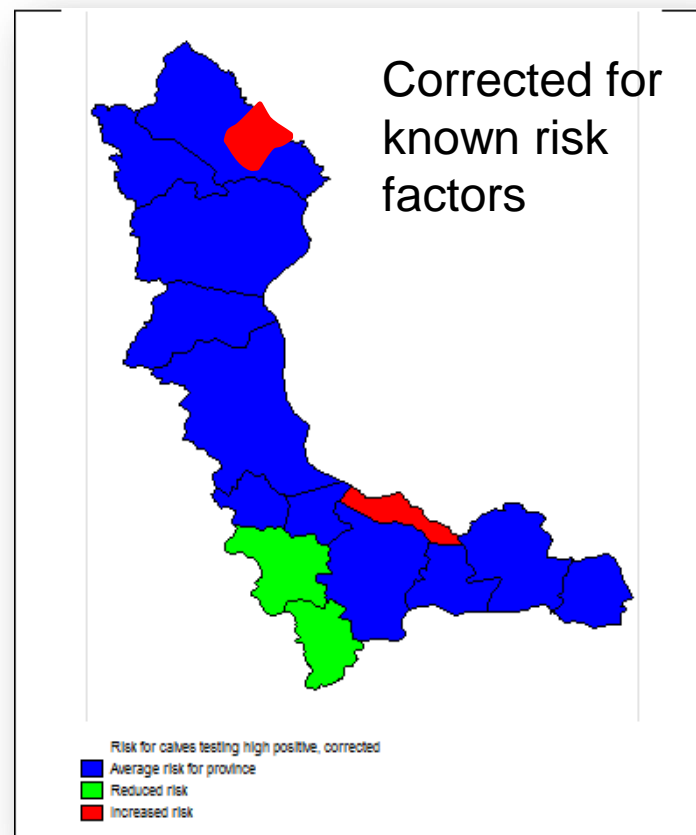 Corrected for
known risk
factors
Risk for calves testing high positive, corrected
Average risk for province
Reduced risk
Increased risk